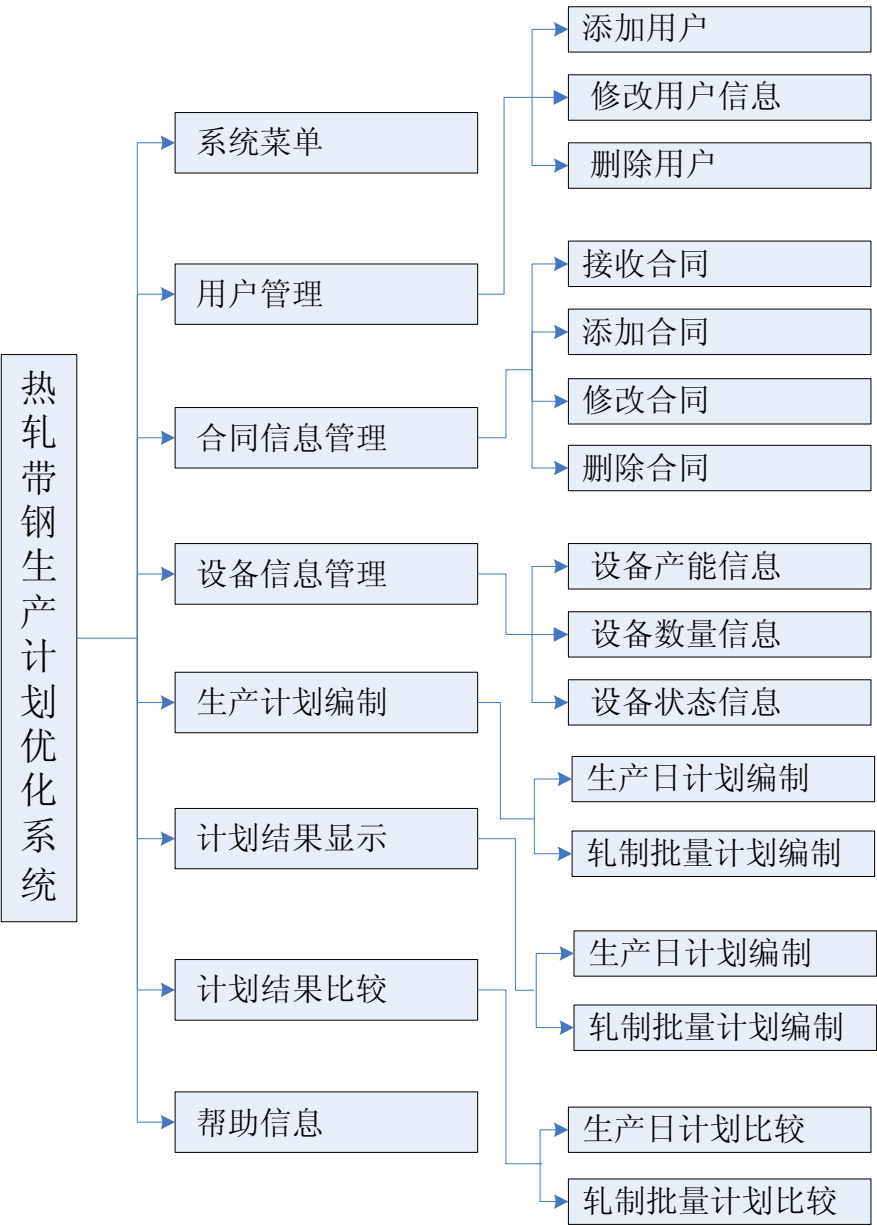 热轧带钢生产计划优化系统
系统菜单
用户管理
合同信息管理
设备信息管理
生产计划编制
计划结果显示
计划结果比较
帮助信息
添加用户
修改用户信息
删除用户
接收合同
添加合同
修改合同
删除合同
设备产能信息
设备数量信息
设备状态信息
生产日计划编制
轧制批量计划编制
生产日计划编制
轧制批量计划编制
生产日计划比较
轧制批量计划比较